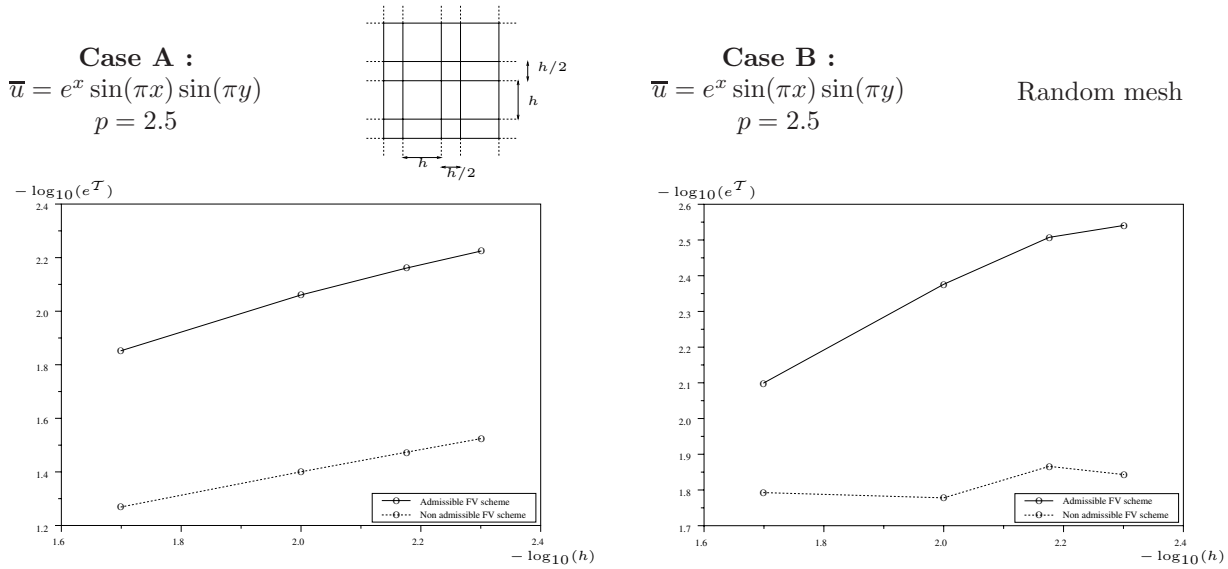 Case A :
u̅ = e^x sin(πx) sin(πy)
p = 2.5
h/2
h
h
h/2
− log₁₀(e^𝒯)
2.4
2.2
2.0
1.8
1.6
1.4
1.2
1.6 1.8 2.0 2.2 2.4
Admissible FV scheme
Non admissible FV scheme
− log₁₀(h)
Case B :
u̅ = e^x sin(πx) sin(πy)
p = 2.5
Random mesh
− log₁₀(e^𝒯)
2.6
2.5
2.4
2.3
2.2
2.1
2.0
1.9
1.8
1.7
1.6 1.8 2.0 2.2 2.4
Admissible FV scheme
Non admissible FV scheme
− log₁₀(h)